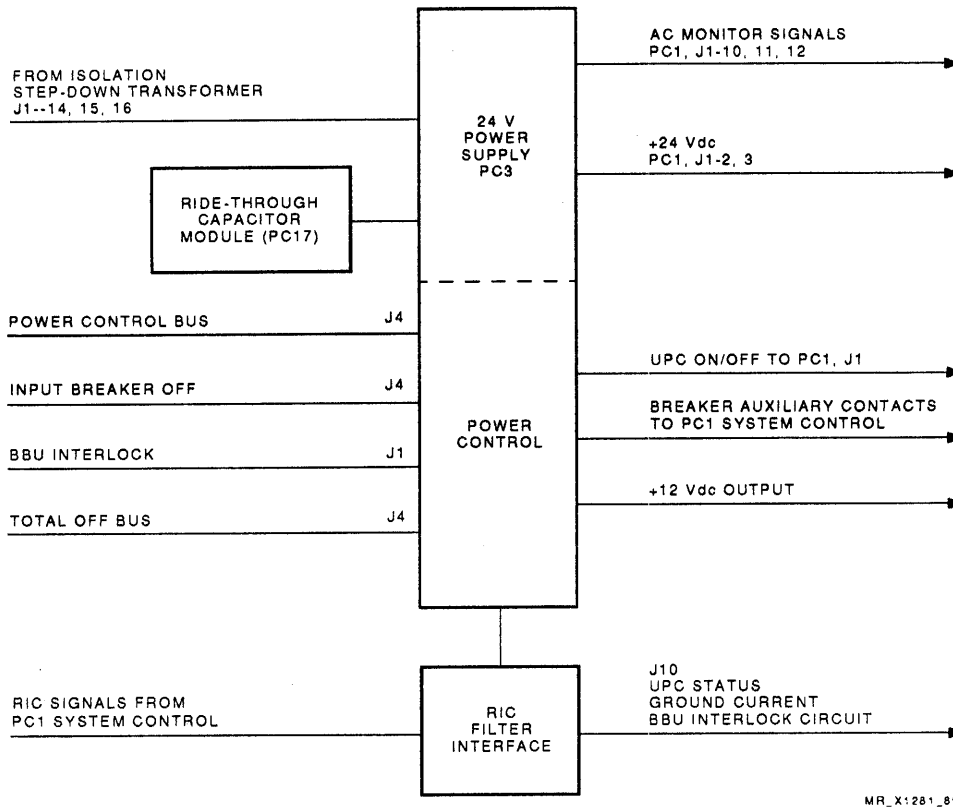 AC MONITOR SIGNALS
PC1, J1-10, 11, 12
FROM ISOLATION
STEP-DOWN TRANSFORMER
J1--14, 15, 16
24 V
POWER
SUPPLY
PC3
+24 Vdc
PC1, J1-2, 3
RIDE-THROUGH
CAPACITOR
MODULE (PC17)
POWER CONTROL BUS J4
INPUT BREAKER OFF J4
BBU INTERLOCK J1
TOTAL OFF BUS J4
POWER
CONTROL
UPC ON/OFF TO PC1, J1
BREAKER AUXILIARY CONTACTS
TO PC1 SYSTEM CONTROL
+12 Vdc OUTPUT
RIC SIGNALS FROM
PC1 SYSTEM CONTROL
RIC
FILTER
INTERFACE
J10
UPC STATUS
GROUND CURRENT
BBU INTERLOCK CIRCUIT